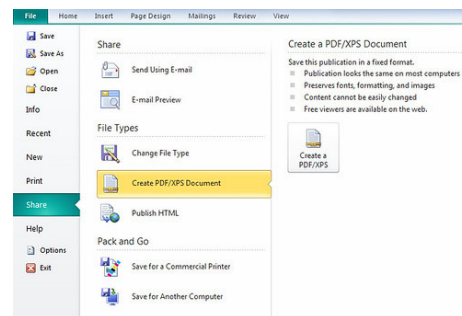 File Home Insert Page Design Mailings Review View
Save
Save As
Open
Close
Info
Recent
New
Print
Share
Help
Options
Exit
Share
Send Using E-mail
E-mail Preview
File Types
Change File Type
Create PDF/XPS Document
Publish HTML
Pack and Go
Save for a Commercial Printer
Save for Another Computer
Create a PDF/XPS Document
Save this publication in a fixed format.
Publication looks the same on most computers
Preserves fonts, formatting, and images
Content cannot be easily changed
Free viewers are available on the web.
Create a
PDF/XPS